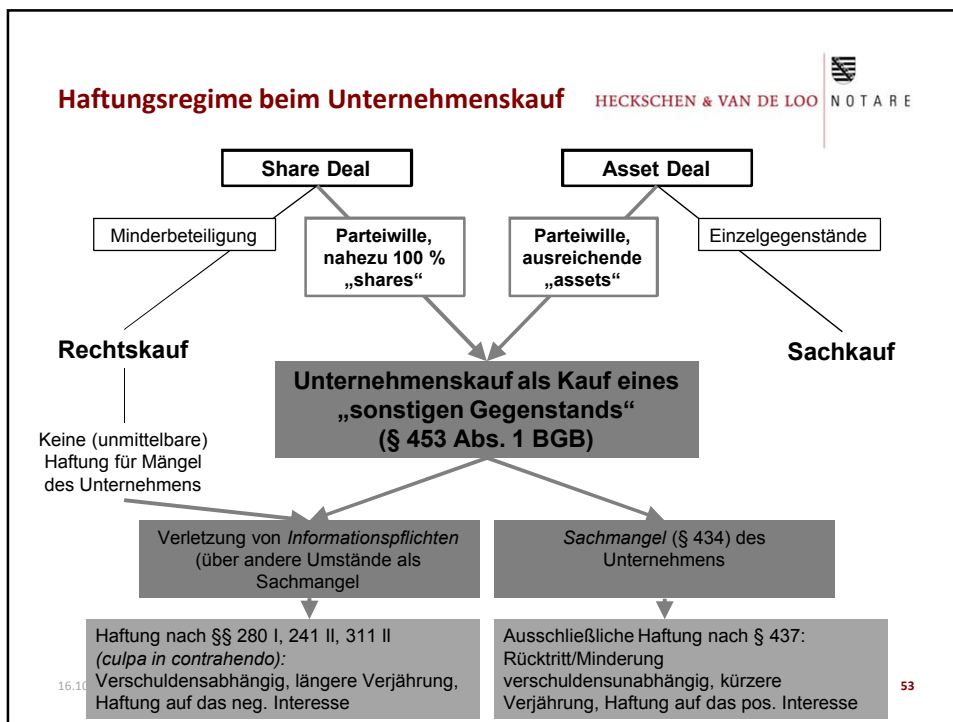 Haftungsregime beim Unternehmenskauf
HECKSCHEN & VAN DE LOO NOTARE
Share Deal
Asset Deal
Minderbeteiligung
Parteiwille,
nahezu 100 %
„shares“
Parteiwille,
ausreichende
„assets“
Einzelgegenstände
Rechtskauf
Sachkauf
Unternehmenskauf als Kauf eines
„sonstigen Gegenstands“
(§ 453 Abs. 1 BGB)
Keine (unmittelbare)
Haftung für Mängel
des Unternehmens
Verletzung von Informationspflichten
(über andere Umstände als
Sachmangel
Sachmangel (§ 434) des
Unternehmens
Haftung nach §§ 280 I, 241 II, 311 II
(culpa in contrahendo):
Verschuldensabhängig, längere Verjährung,
Haftung auf das neg. Interesse
Ausschließliche Haftung nach § 437:
Rücktritt/Minderung
verschuldensunabhängig, kürzere
Verjährung, Haftung auf das pos. Interesse
53